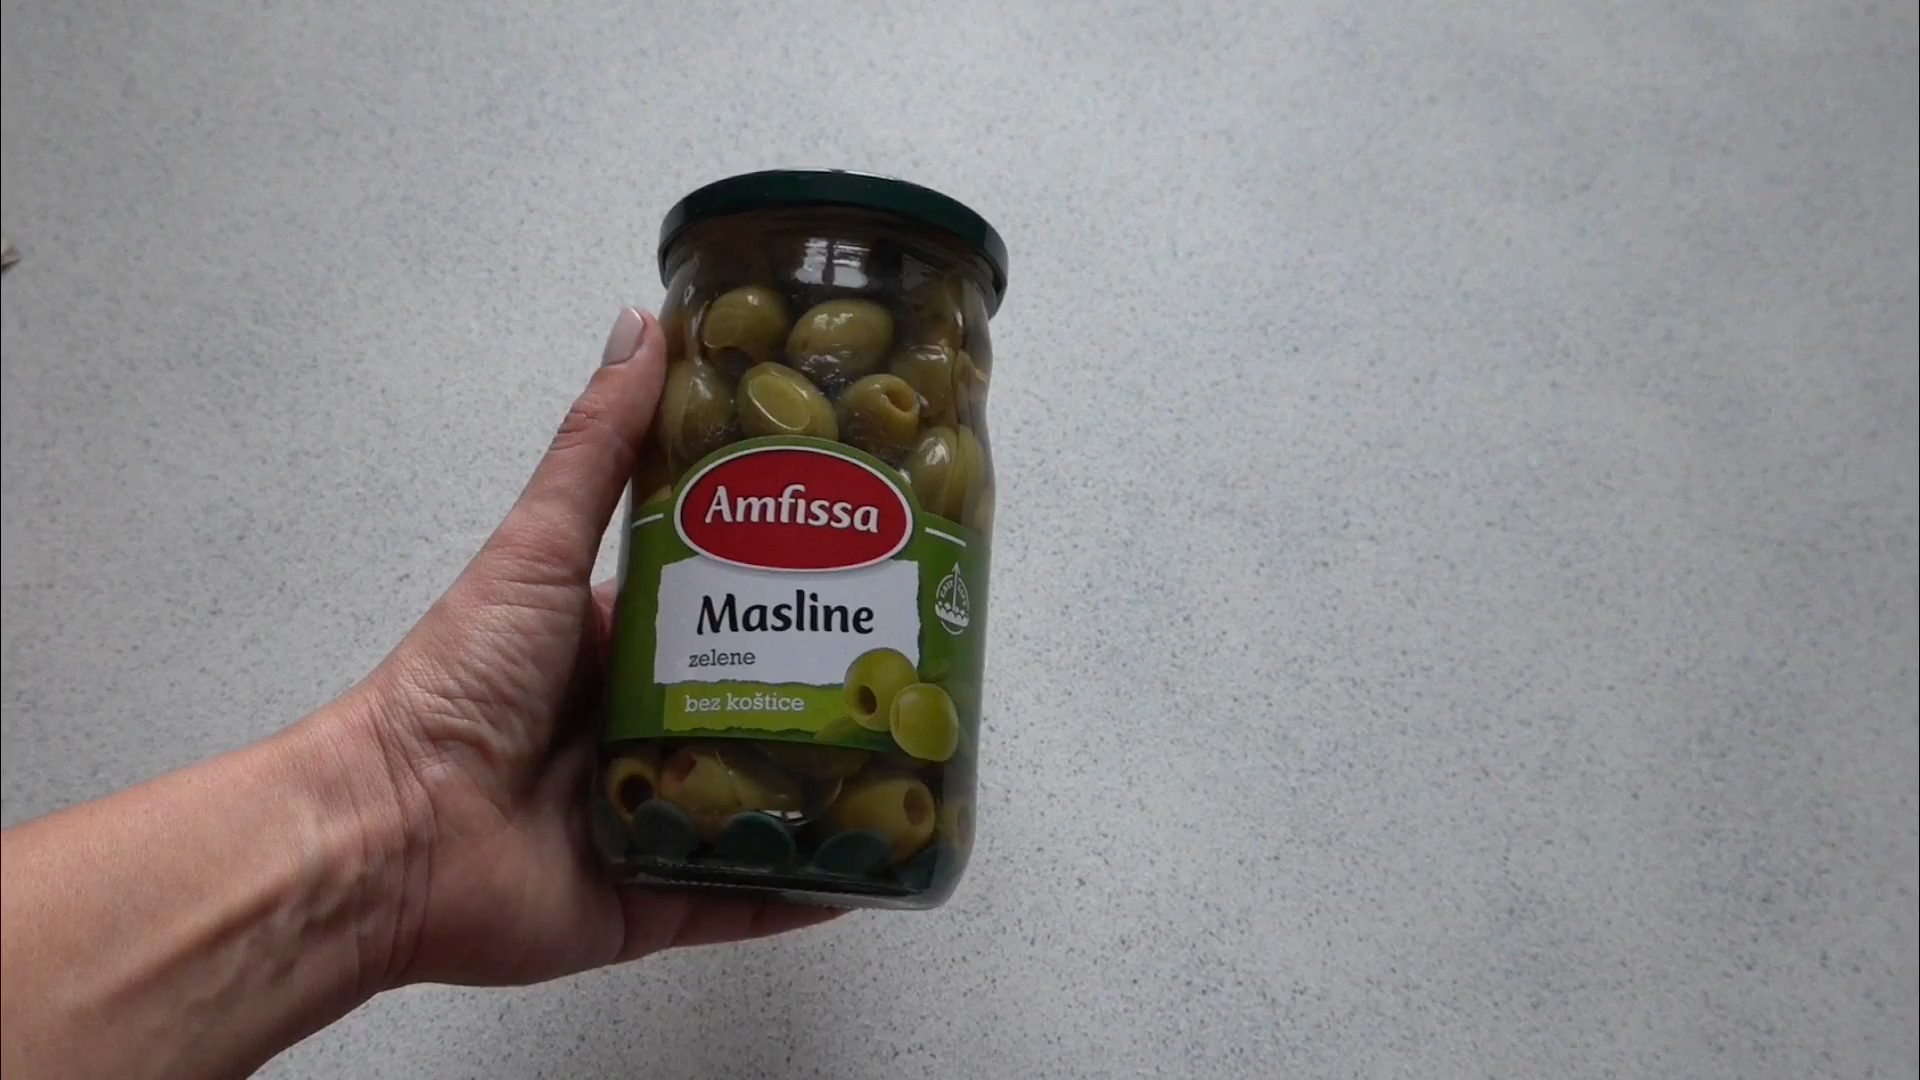 Amfissa
Masline
zelene
bez koštice